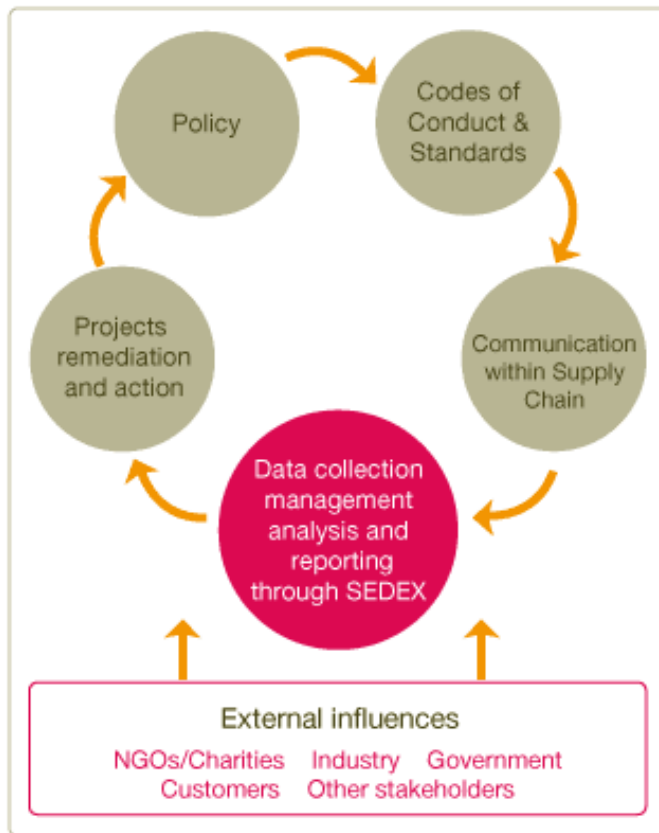 Policy
Codes of
Conduct &
Standards
Communication
within Supply
Chain
Data collection
management
analysis and
reporting
through SEDEX
Projects
remediation
and action
External influences
NGOs/Charities Industry Government
Customers Other stakeholders